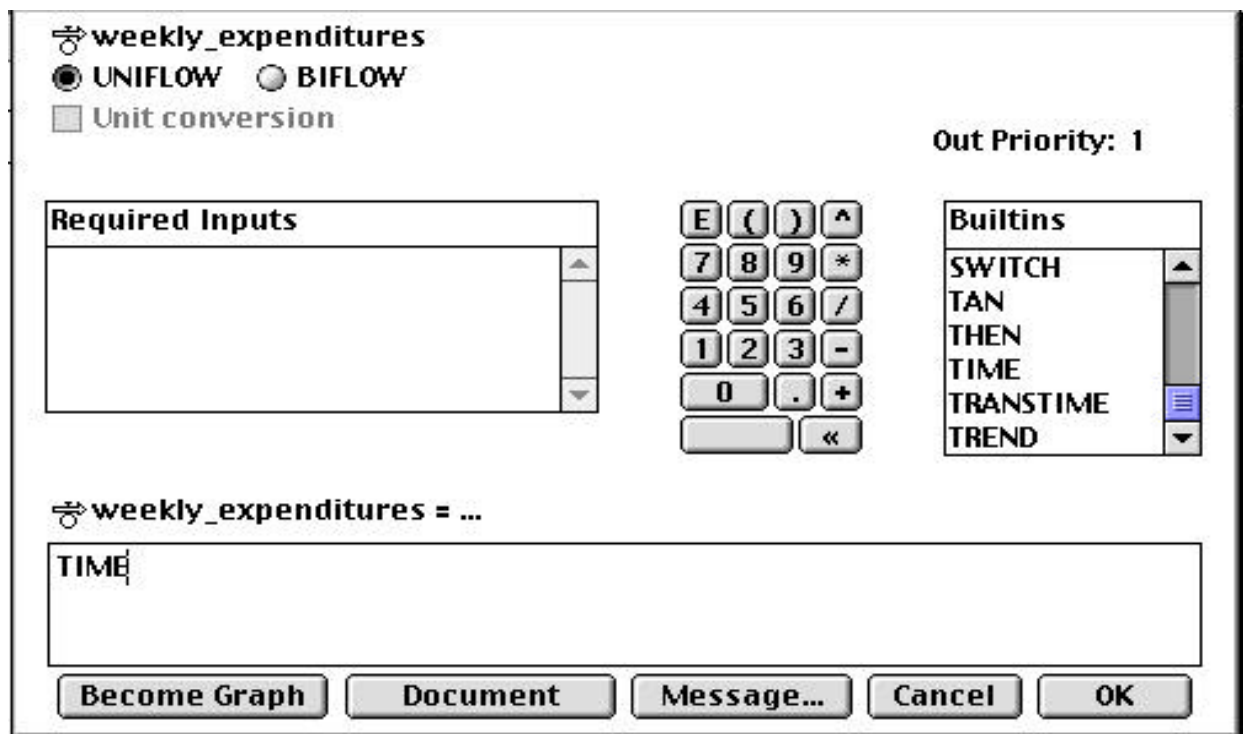 weekly_expenditures
UNIFLOW BIFLOW
Unit conversion
Out Priority: 1
Required Inputs
E ( ) ^
7 8 9 *
4 5 6 /
1 2 3 -
0 . +
«
Builtins
SWITCH
TAN
THEN
TIME
TRANSTIME
TREND
weekly_expenditures = ...
TIME
Become Graph Document Message... Cancel OK